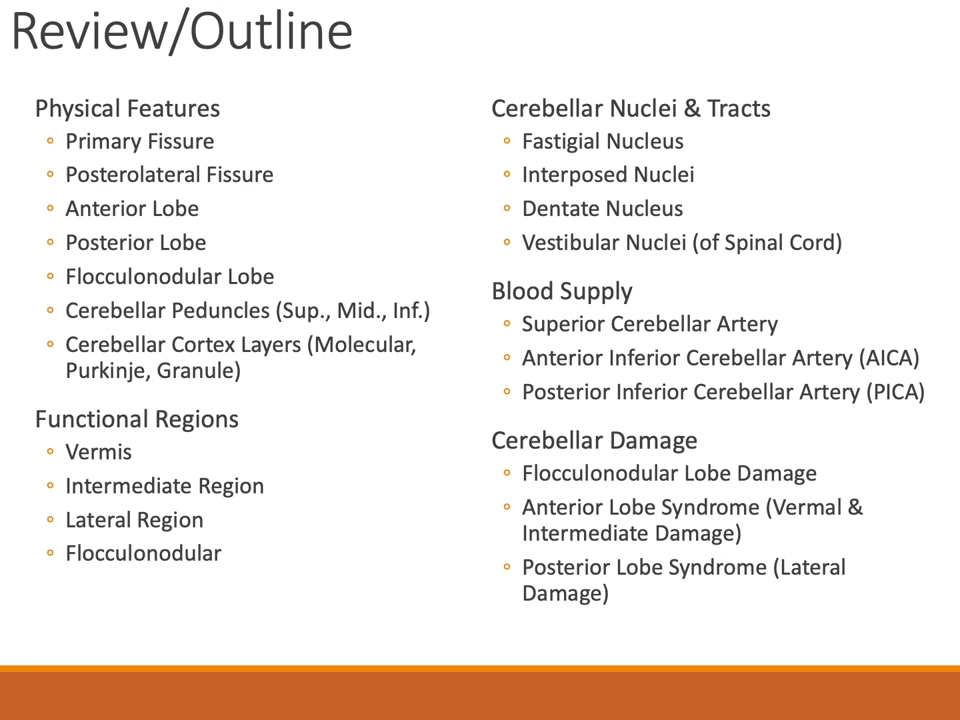 Review/Outline
Physical Features
Primary Fissure
Posterolateral Fissure
Anterior Lobe
Posterior Lobe
Flocculonodular Lobe
Cerebellar Peduncles (Sup., Mid., Inf.)
Cerebellar Cortex Layers (Molecular,
Purkinje, Granule)
Functional Regions
Vermis
Intermediate Region
Lateral Region
Flocculonodular
Cerebellar Nuclei & Tracts
Fastigial Nucleus
Interposed Nuclei
Dentate Nucleus
Vestibular Nuclei (of Spinal Cord)
Blood Supply
Superior Cerebellar Artery
Anterior Inferior Cerebellar Artery (AICA)
Posterior Inferior Cerebellar Artery (PICA)
Cerebellar Damage
Flocculonodular Lobe Damage
Anterior Lobe Syndrome (Vermal &
Intermediate Damage)
Posterior Lobe Syndrome (Lateral
Damage)